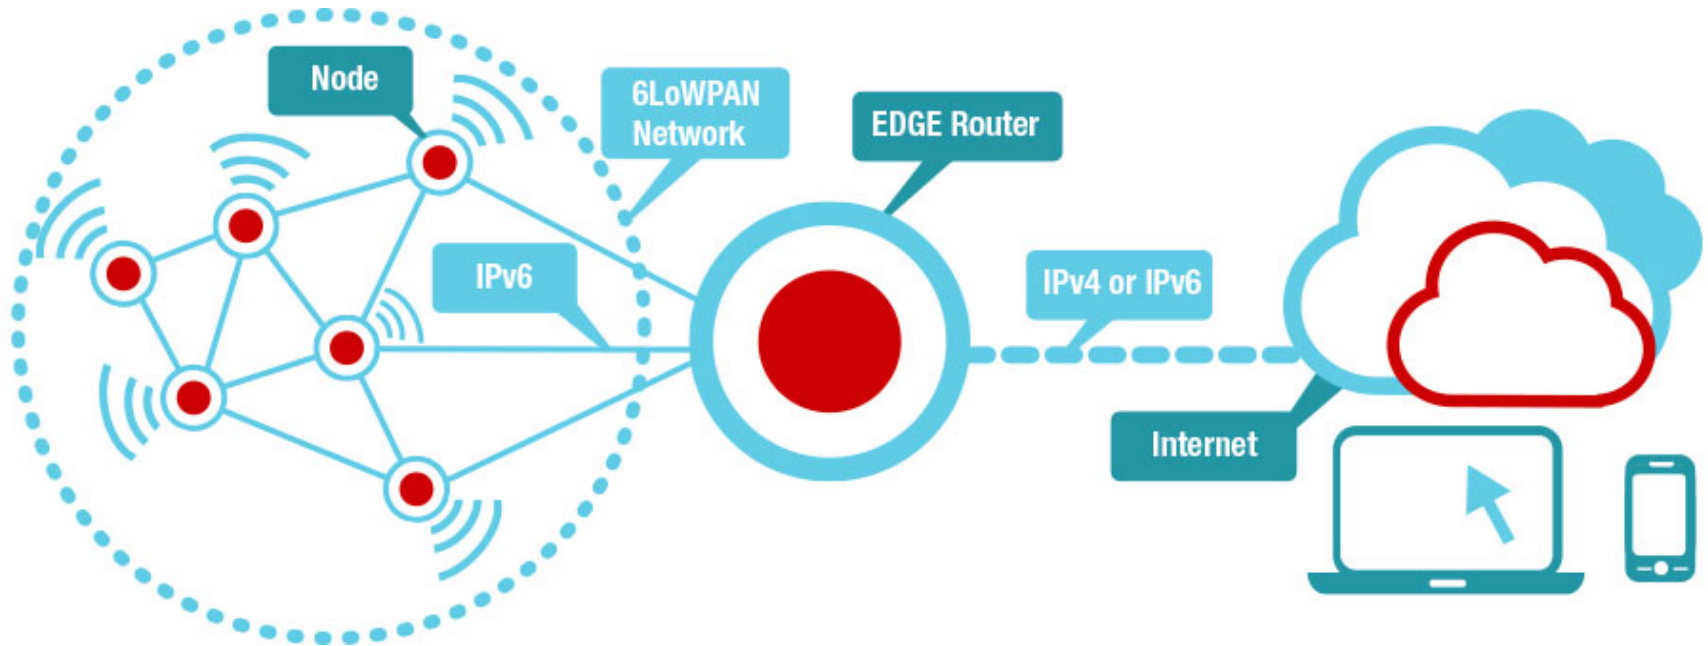 Node
6LoWPAN
Network
EDGE Router
IPv6
IPv4 or IPv6
Internet